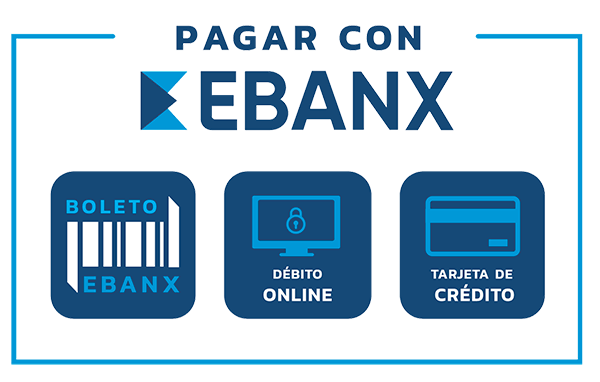 PAGAR CON
EBANX
BOLETO
EBANX
DÉBITO
ONLINE
TARJETA DE
CRÉDITO